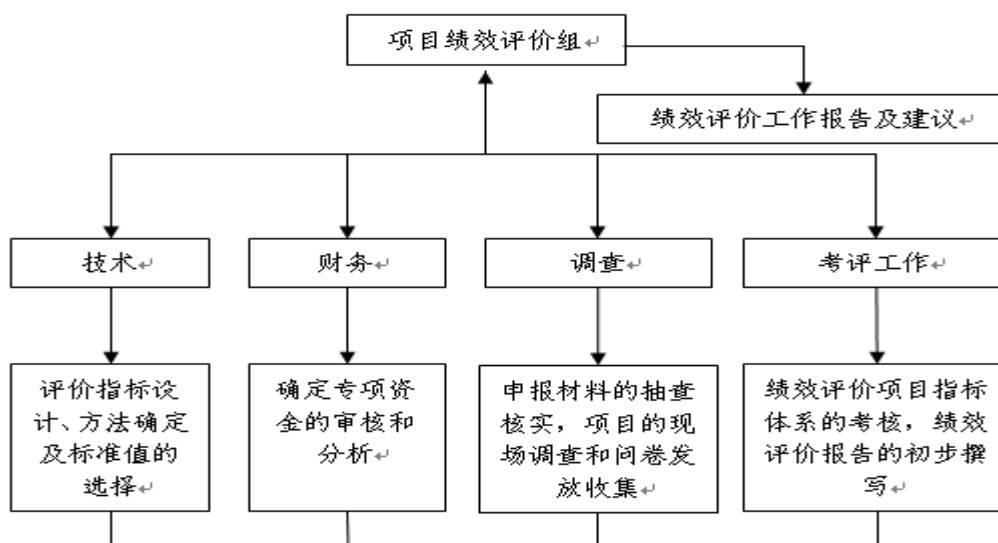 项目绩效评价组
绩效评价工作报告及建议
技术
财务
调查
考评工作
评价指标设
计、方法确定
及标准值的
选择
确定专项资
金的审核和
分析
申报材料的抽查
核实，项目的现
场调查和问卷发
放收集
绩效评价项目指标
体系的考核，绩效
评价报告的初步撰
写